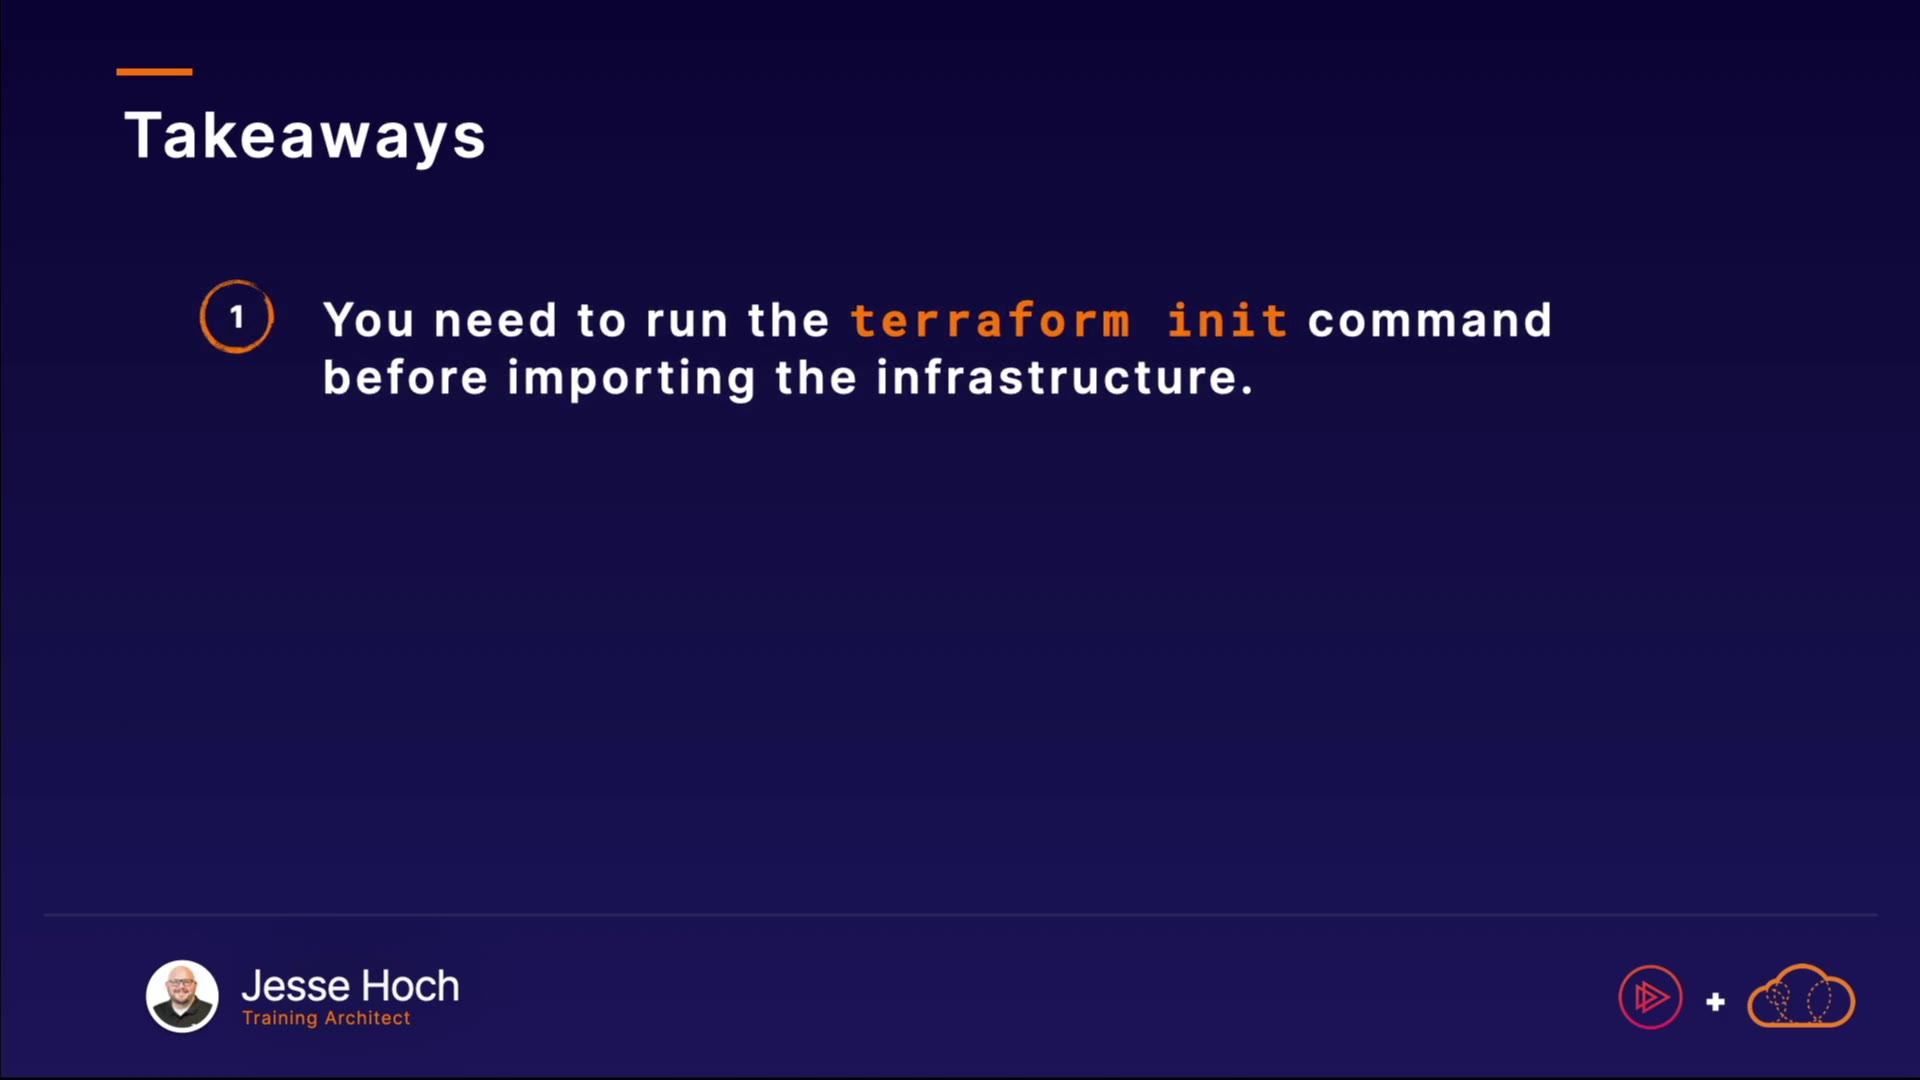 Takeaways
1
You need to run the terraform init command
before importing the infrastructure.
Jesse Hoch
Training Architect
+